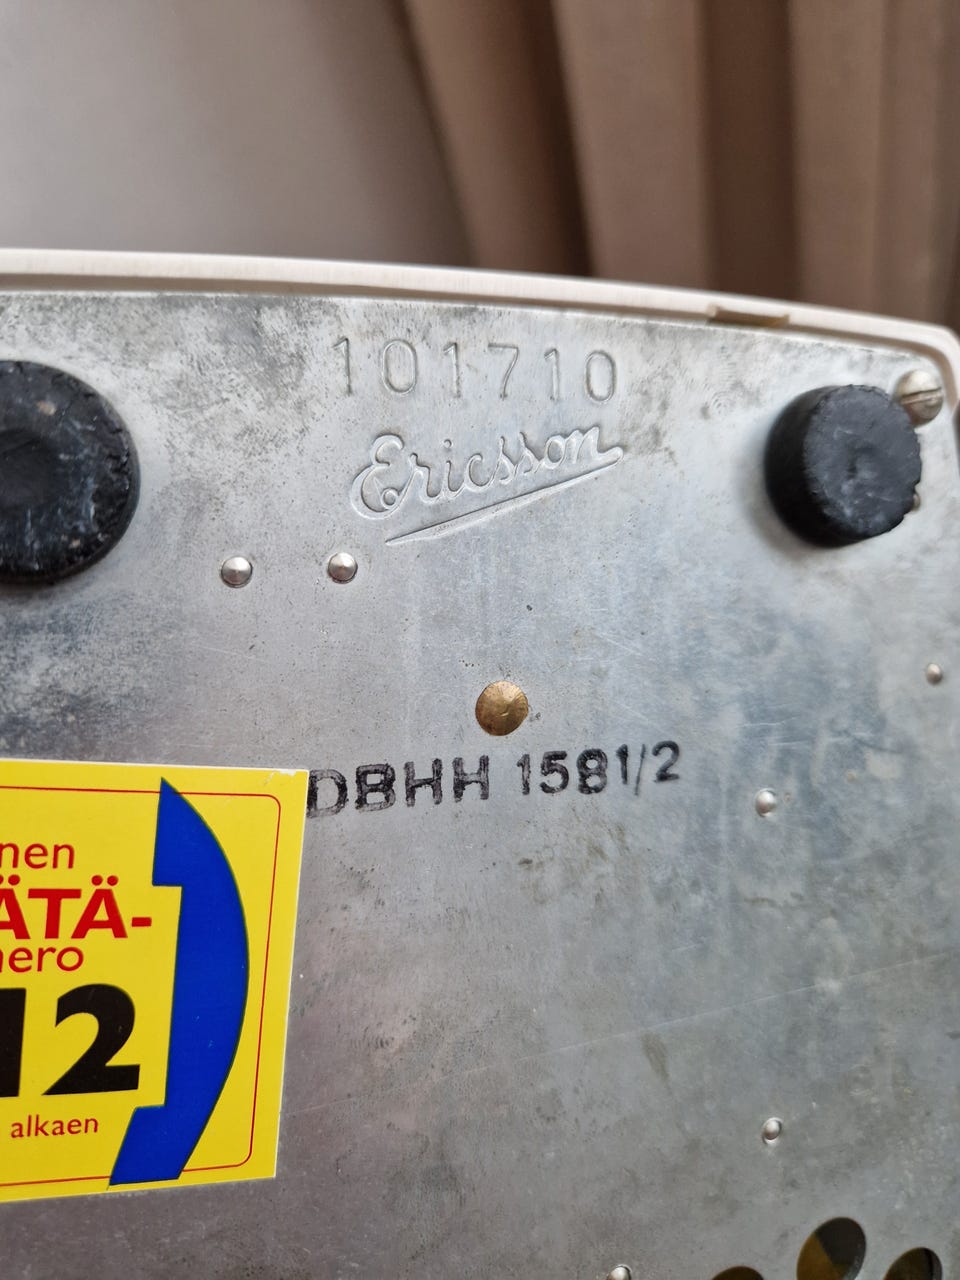 101710
Ericsson
DBHH 1581/2
nen
ÄTÄ-
ero
12
alkaen